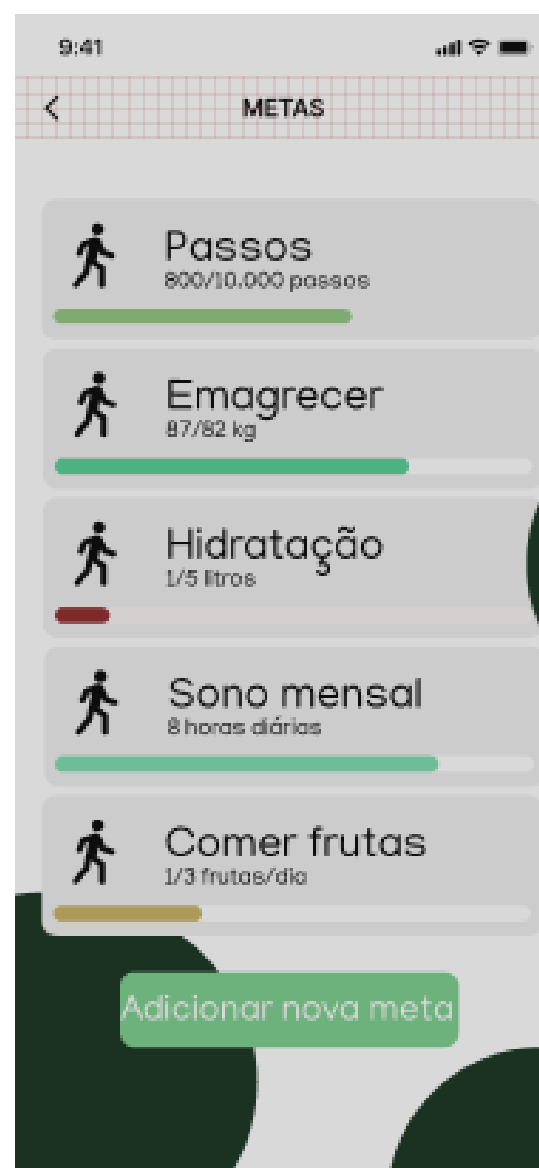 9:41
METAS
Passos
800/10.000 passos
Emagrecer
87/82 kg
Hidratação
1/5 litros
Sono mensal
8 horas diárias
Comer frutas
1/3 frutas/dia
Adicionar nova meta